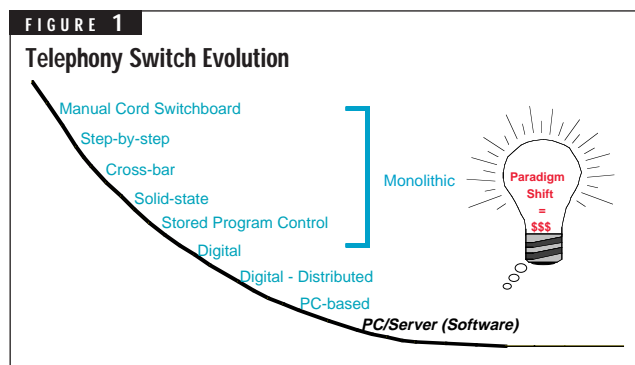 FIGURE 1
Telephony Switch Evolution
Manual Cord Switchboard
Step-by-step
Cross-bar
Solid-state
Stored Program Control
Digital
Digital - Distributed
PC-based
PC/Server (Software)
Monolithic
Paradigm
Shift
=
$$$